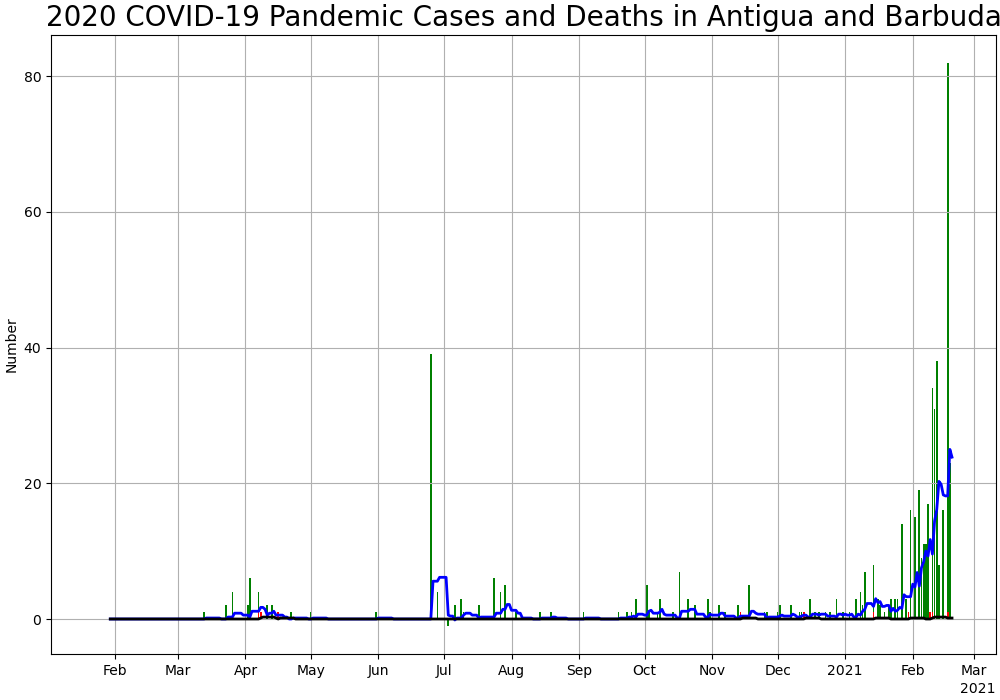 2020 COVID-19 Pandemic Cases and Deaths in Antigua and Barbuda
80
60
40
20
0
Number
Feb Mar Apr May Jun Jul Aug Sep Oct Nov Dec 2021 Feb Mar
2021